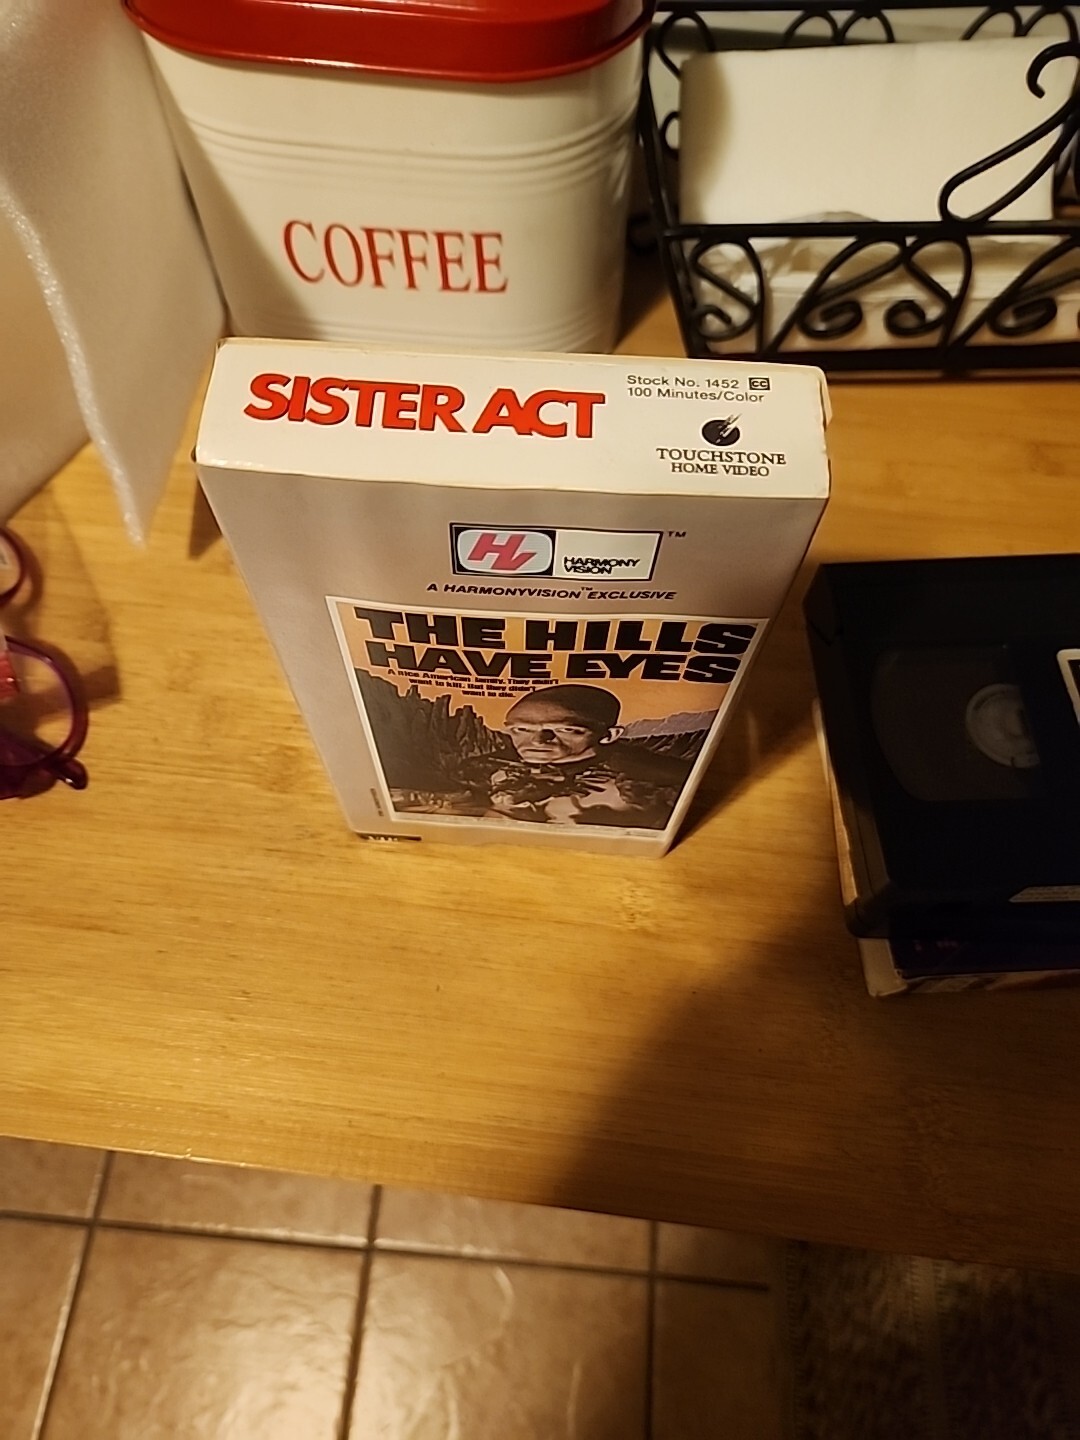 COFFEE
SISTER ACT
Stock No. 1452 CC
100 Minutes/Color
TOUCHSTONE
HOME VIDEO
HV
HARMONY
VISION
TM
A HARMONYVISION™ EXCLUSIVE
THE HILLS
HAVE EYES
A nice American family. They didn't
want to kill. But they didn't
want to die.